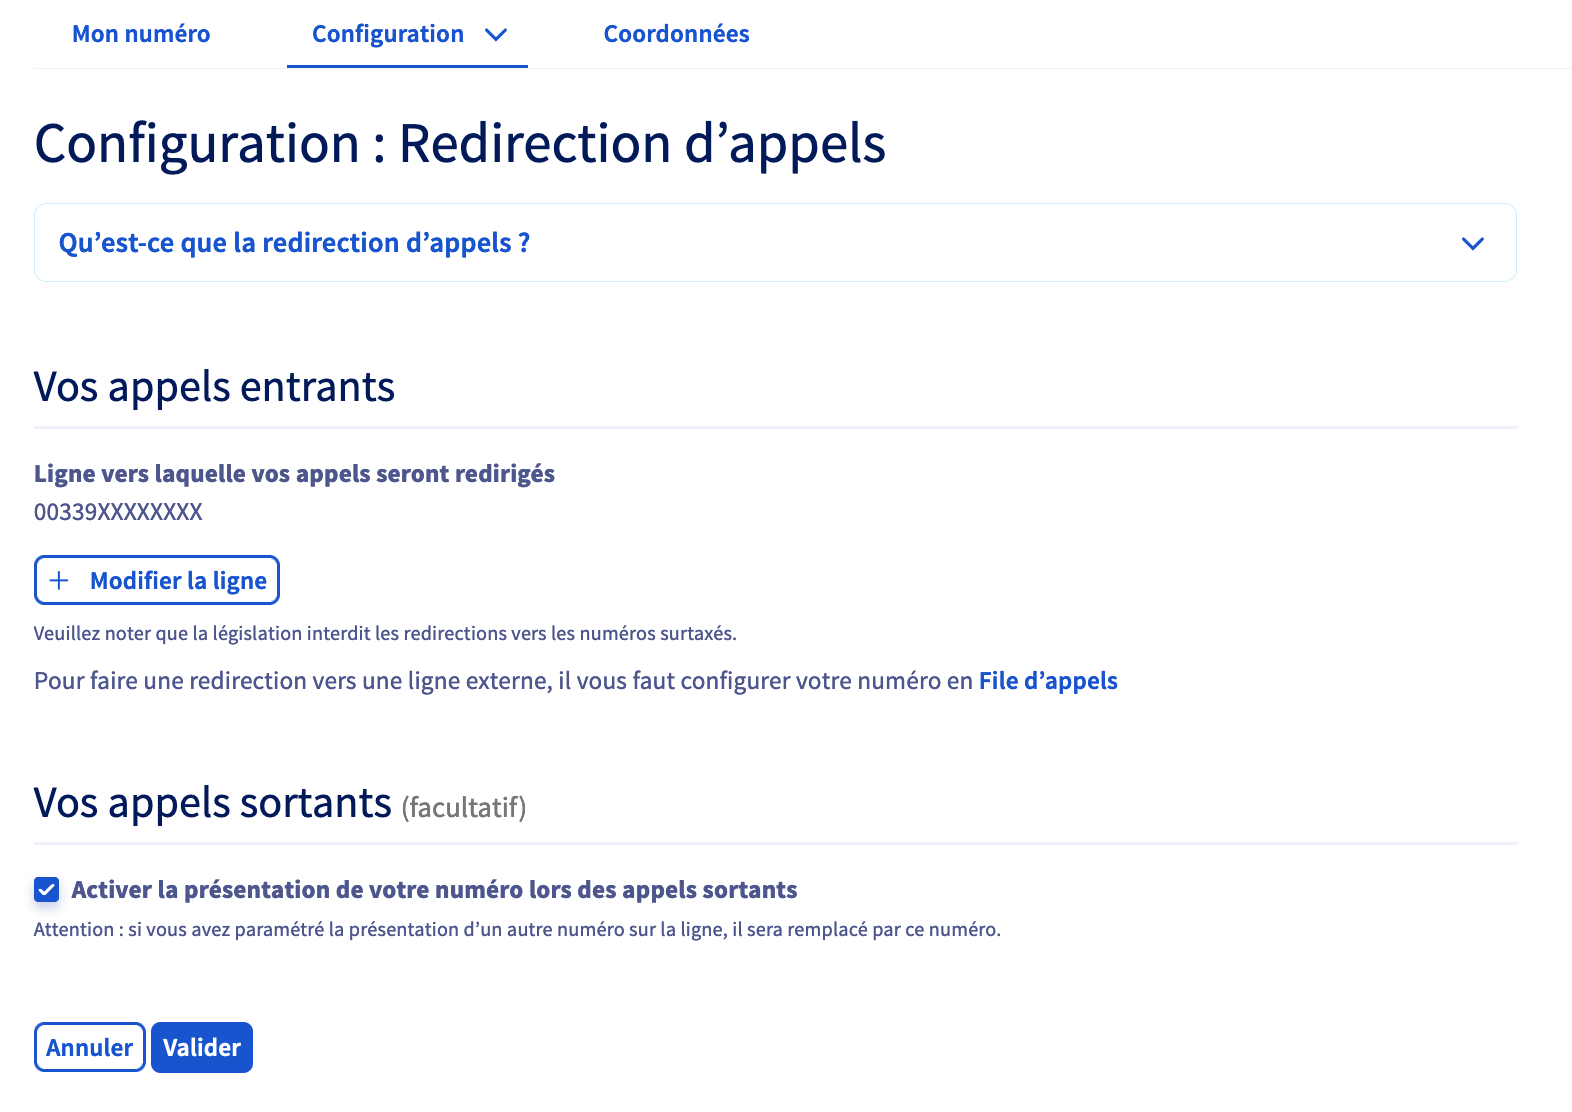 Mon numéro Configuration Coordonnées
Configuration : Redirection d’appels
Qu’est-ce que la redirection d’appels ?
Vos appels entrants
Ligne vers laquelle vos appels seront redirigés
00339XXXXXXXX
Modifier la ligne
Veuillez noter que la législation interdit les redirections vers les numéros surtaxés.
Pour faire une redirection vers une ligne externe, il vous faut configurer votre numéro en File d’appels
Vos appels sortants (facultatif)
Activer la présentation de votre numéro lors des appels sortants
Attention : si vous avez paramétré la présentation d’un autre numéro sur la ligne, il sera remplacé par ce numéro.
Annuler Valider